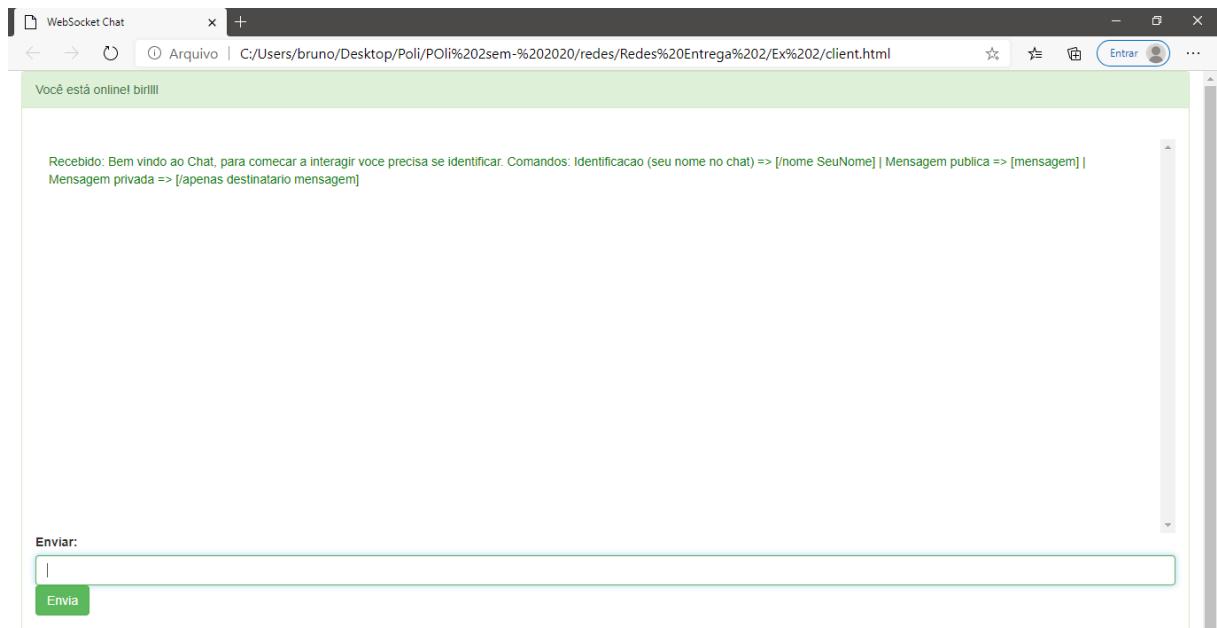 WebSocket Chat
Arquivo | C:/Users/bruno/Desktop/Poli/POli%202sem-%202020/redes/Redes%20Entrega%202/Ex%202/client.html
Entrar
Você está online! birllll
Recebido: Bem vindo ao Chat, para comecar a interagir voce precisa se identificar. Comandos: Identificacao (seu nome no chat) => [/nome SeuNome] | Mensagem publica => [mensagem] |
Mensagem privada => [/apenas destinatario mensagem]
Enviar:
Envia